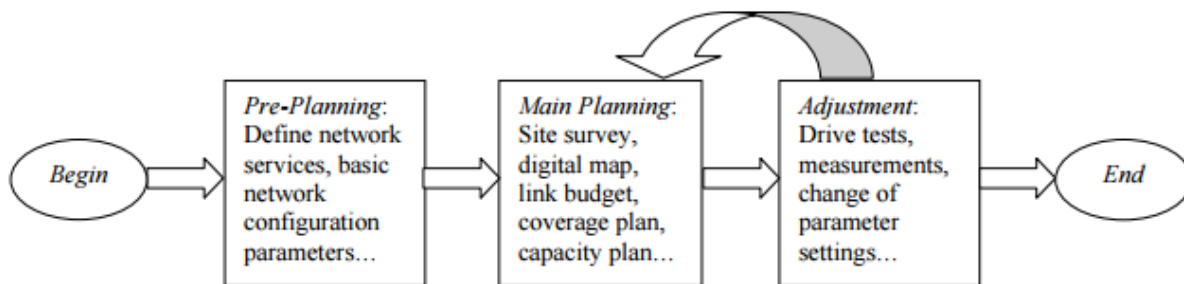 Begin
Pre-Planning:
Define network
services, basic
network
configuration
parameters…
Main Planning:
Site survey,
digital map,
link budget,
coverage plan,
capacity plan…
Adjustment:
Drive tests,
measurements,
change of
parameter
settings…
End